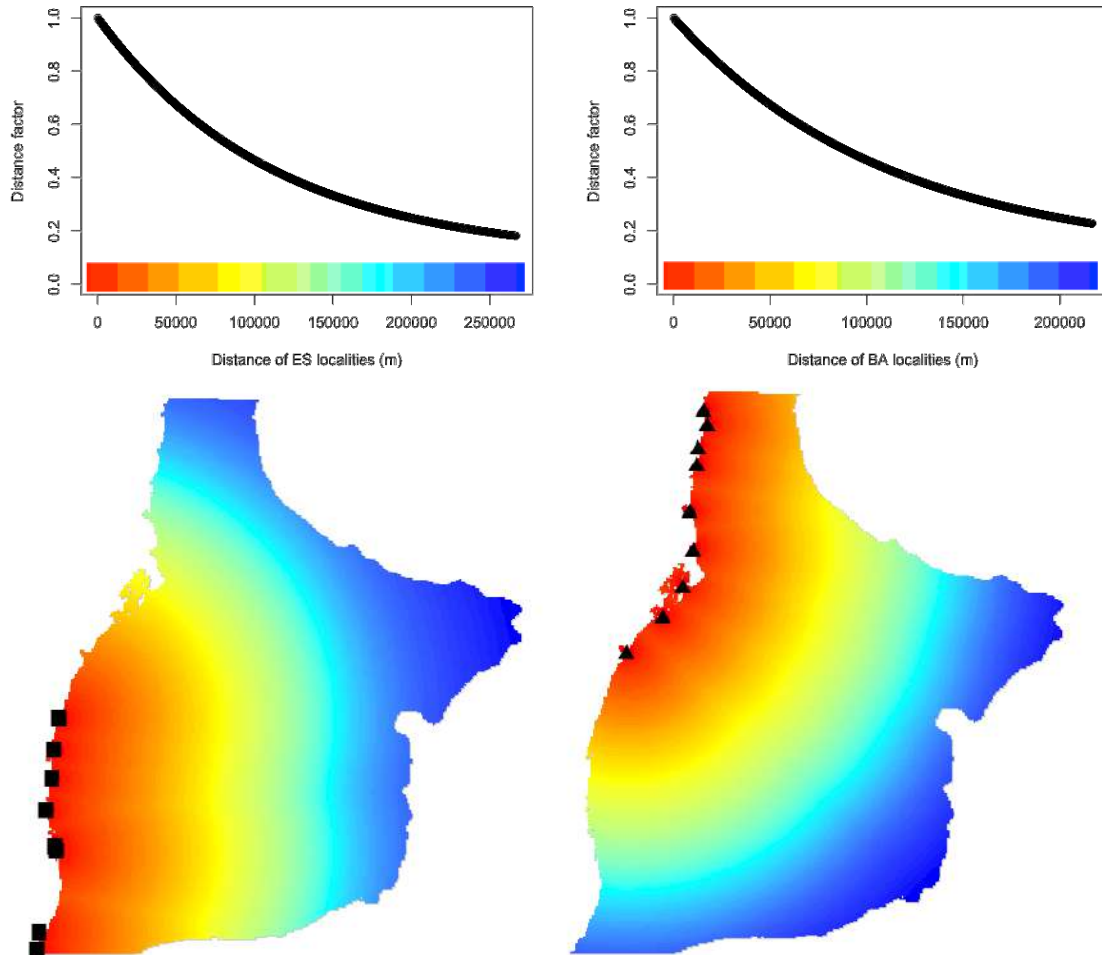 Distance factor
1.0
0.8
0.6
0.4
0.2
0.0
0 50000 100000 150000 200000 250000
Distance of ES localities (m)
Distance factor
1.0
0.8
0.6
0.4
0.2
0.0
0 50000 100000 150000 200000
Distance of BA localities (m)